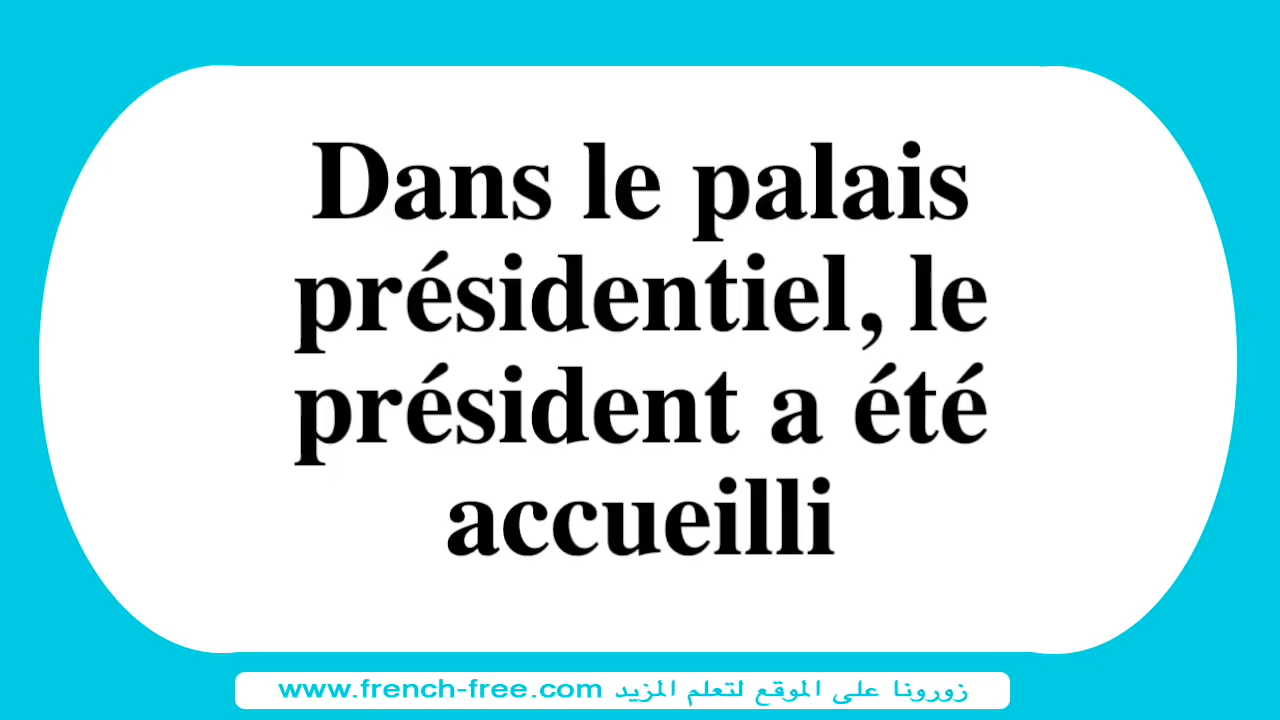 Dans le palais
présidentiel, le
président a été
accueilli
زورونا على الموقع لتعلم المزيد www.french-free.com